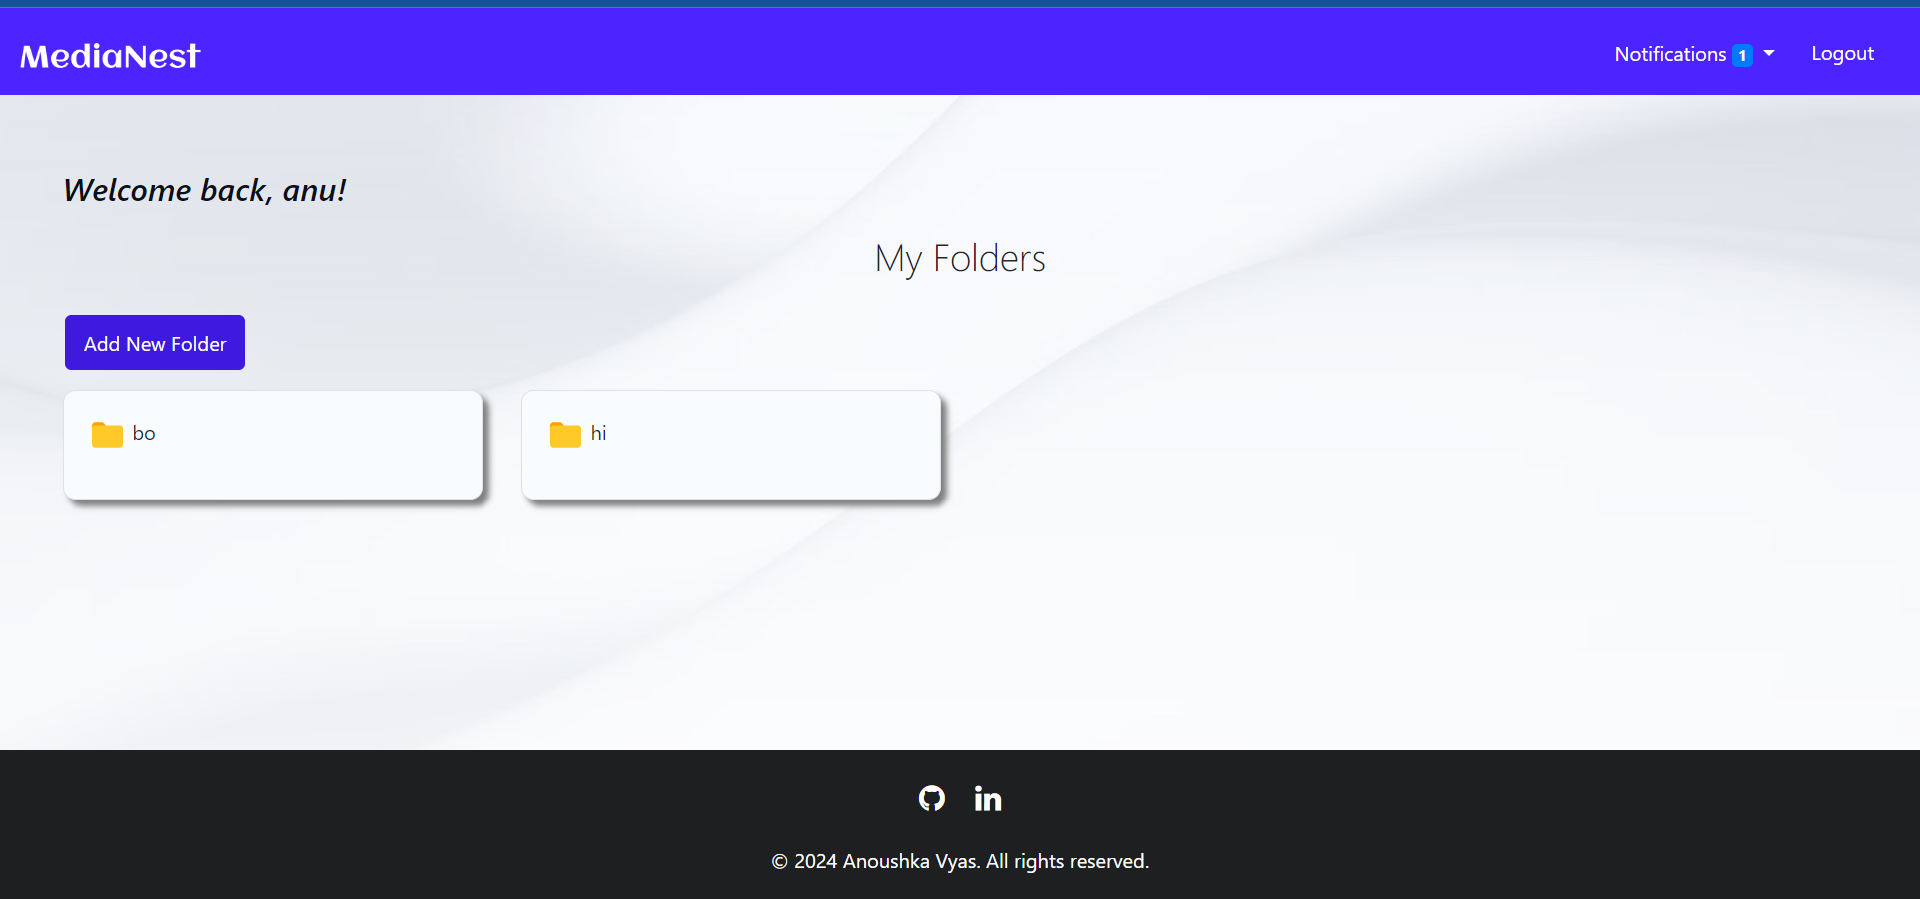 MediaNest
Notifications 1
Logout
Welcome back, anu!
My Folders
Add New Folder
bo
hi
in
© 2024 Anoushka Vyas. All rights reserved.